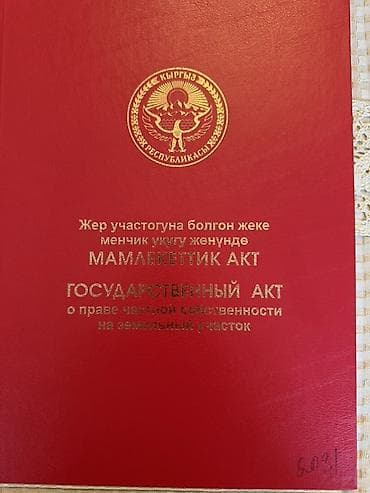 КЫРГЫЗ
РЕСПУБЛИКАСЫ
Жер участогуна болгон жеке
менчик укугу жөнүндө
МАМЛЕКЕТТИК АКТ
ГОСУДАРСТВЕННЫЙ АКТ
о праве частной собственности
на земельный участок